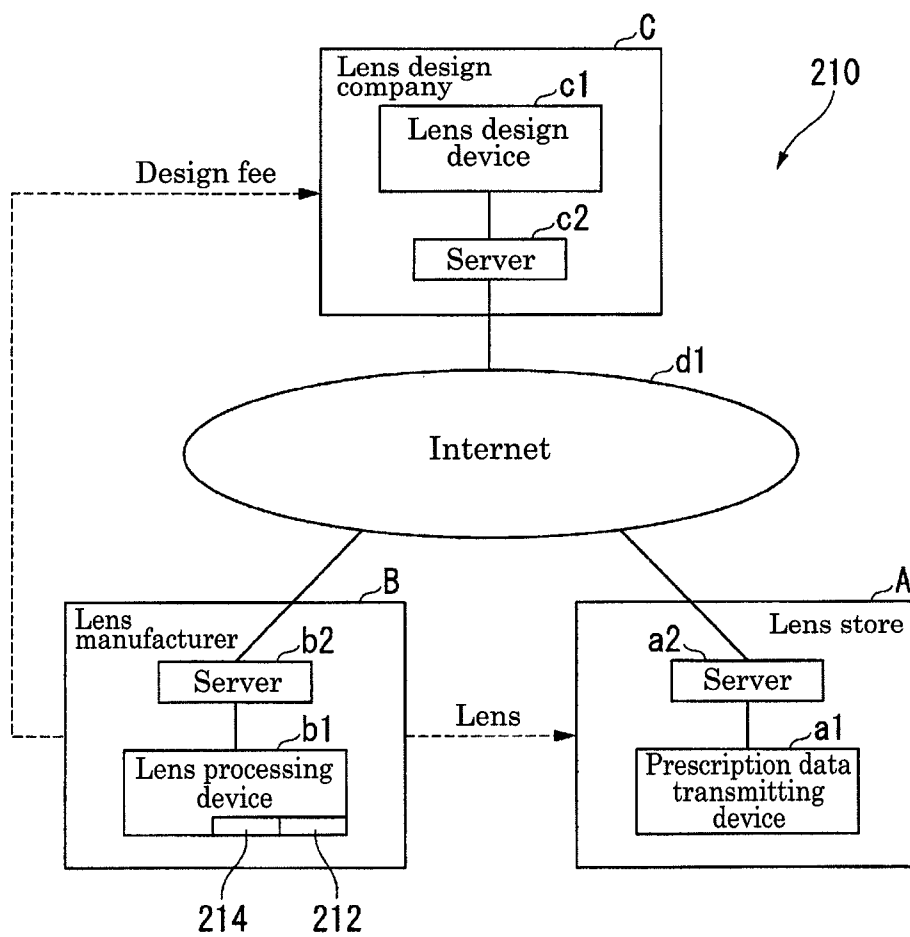 C
Lens design
company
c1
210
Lens design
device
Design fee
c2
Server
d1
Internet
B
A
Lens
manufacturer
b2
Server
Lens store
a2
Server
b1
Lens
a1
Lens processing
device
Prescription data
transmitting
device
214
212